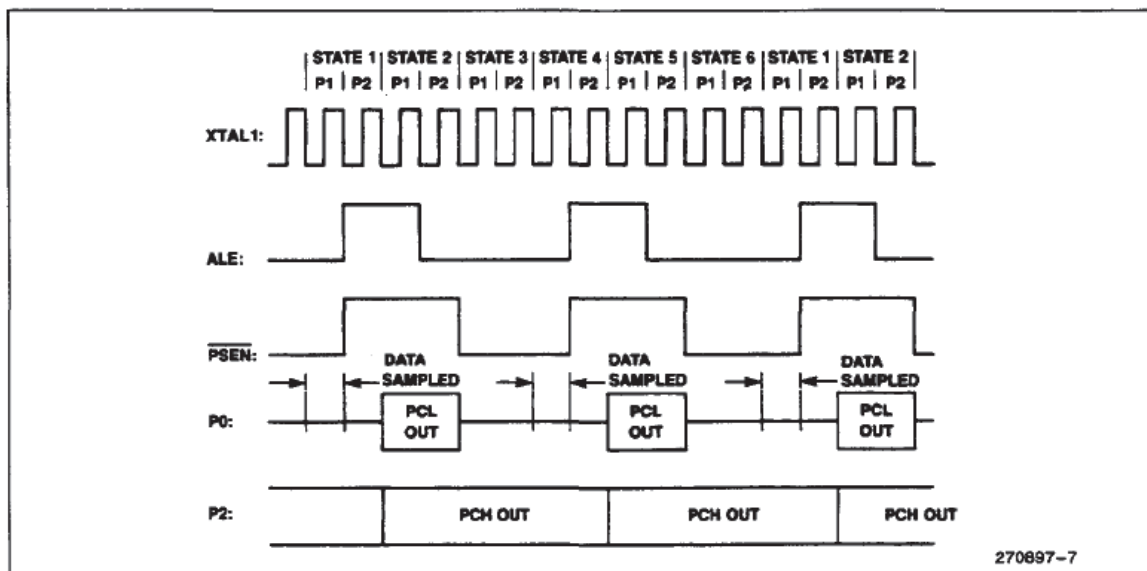 STATE 1 STATE 2 STATE 3 STATE 4 STATE 5 STATE 6 STATE 1 STATE 2
P1 P2 P1 P2 P1 P2 P1 P2 P1 P2 P1 P2 P1 P2 P1 P2
XTAL1:
ALE:
PSEN:
DATA SAMPLED
DATA SAMPLED
DATA SAMPLED
P0:
PCL OUT
PCL OUT
PCL OUT
P2:
PCH OUT
PCH OUT
PCH OUT
270897-7